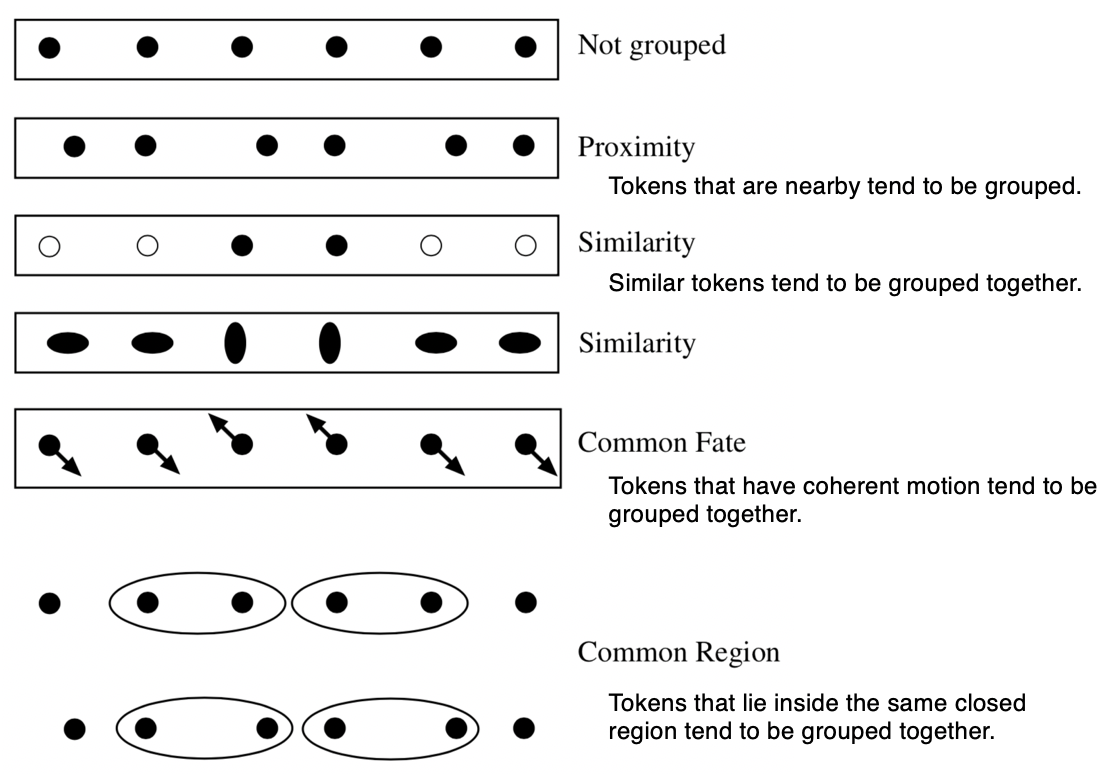 Not grouped
Proximity
Tokens that are nearby tend to be grouped.
Similarity
Similar tokens tend to be grouped together.
Similarity
Common Fate
Tokens that have coherent motion tend to be
grouped together.
Common Region
Tokens that lie inside the same closed
region tend to be grouped together.